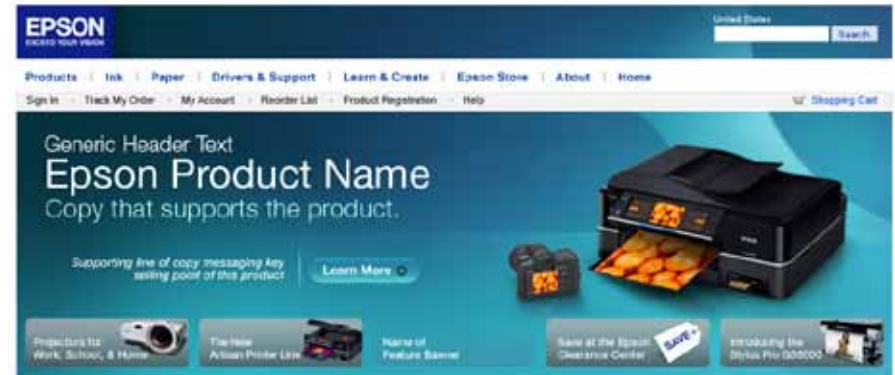 EPSON
EXCEED YOUR VISION
United States
Search
Products | Ink | Paper | Drivers & Support | Learn & Create | Epson Store | About | Home
Sign In Track My Order My Account Reorder List Product Registration Help
Shopping Cart
Generic Header Text
Epson Product Name
Copy that supports the product.
Supporting line of copy messaging key
selling point of this product
Learn More
Projectors for
Work, School, & Home
The New
Artisan Printer Line
Name of
Feature Banner
Save at the Epson
Clearance Center
SAVE
Introducing the
Stylus Pro